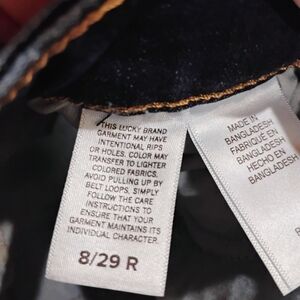 THIS LUCKY BRAND
GARMENT MAY HAVE
INTENTIONAL RIPS
OR HOLES. COLOR MAY
TRANSFER TO LIGHTER
COLORED FABRICS.
AVOID PULLING UP BY
BELT LOOPS, SIMPLY
FOLLOW THE CARE
INSTRUCTIONS TO
ENSURE THAT YOUR
GARMENT MAINTAINS ITS
INDIVIDUAL CHARACTER.
8/29 R
MADE IN
BANGLADESH
FABRIQUÉ EN
BANGLADESH
HECHO EN
BANGLADESH